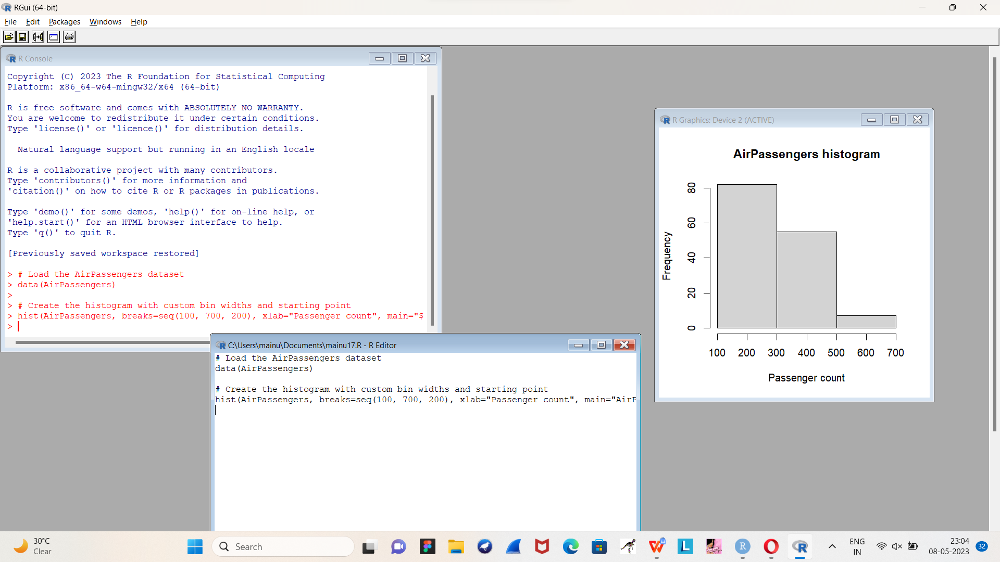 RGui (64-bit)
File Edit Packages Windows Help
R Console
Copyright (C) 2023 The R Foundation for Statistical Computing
Platform: x86_64-w64-mingw32/x64 (64-bit)
R is free software and comes with ABSOLUTELY NO WARRANTY.
You are welcome to redistribute it under certain conditions.
Type 'license()' or 'licence()' for distribution details.
Natural language support but running in an English locale
R is a collaborative project with many contributors.
Type 'contributors()' for more information and
'citation()' on how to cite R or R packages in publications.
Type 'demo()' for some demos, 'help()' for on-line help, or
'help.start()' for an HTML browser interface to help.
Type 'q()' to quit R.
[Previously saved workspace restored]
> # Load the AirPassengers dataset
> data(AirPassengers)
>
> # Create the histogram with custom bin widths and starting point
> hist(AirPassengers, breaks=seq(100, 700, 200), xlab="Passenger count", main="$
>
C:\Users\mainu\Documents\mainu17.R - R Editor
# Load the AirPassengers dataset
data(AirPassengers)
# Create the histogram with custom bin widths and starting point
hist(AirPassengers, breaks=seq(100, 700, 200), xlab="Passenger count", main="AirP
R Graphics: Device 2 (ACTIVE)
AirPassengers histogram
Frequency
80
60
40
20
0
100 200 300 400 500 600 700
Passenger count
30°C
Clear
Search
L
R
ENG
IN
23:04
08-05-2023
32